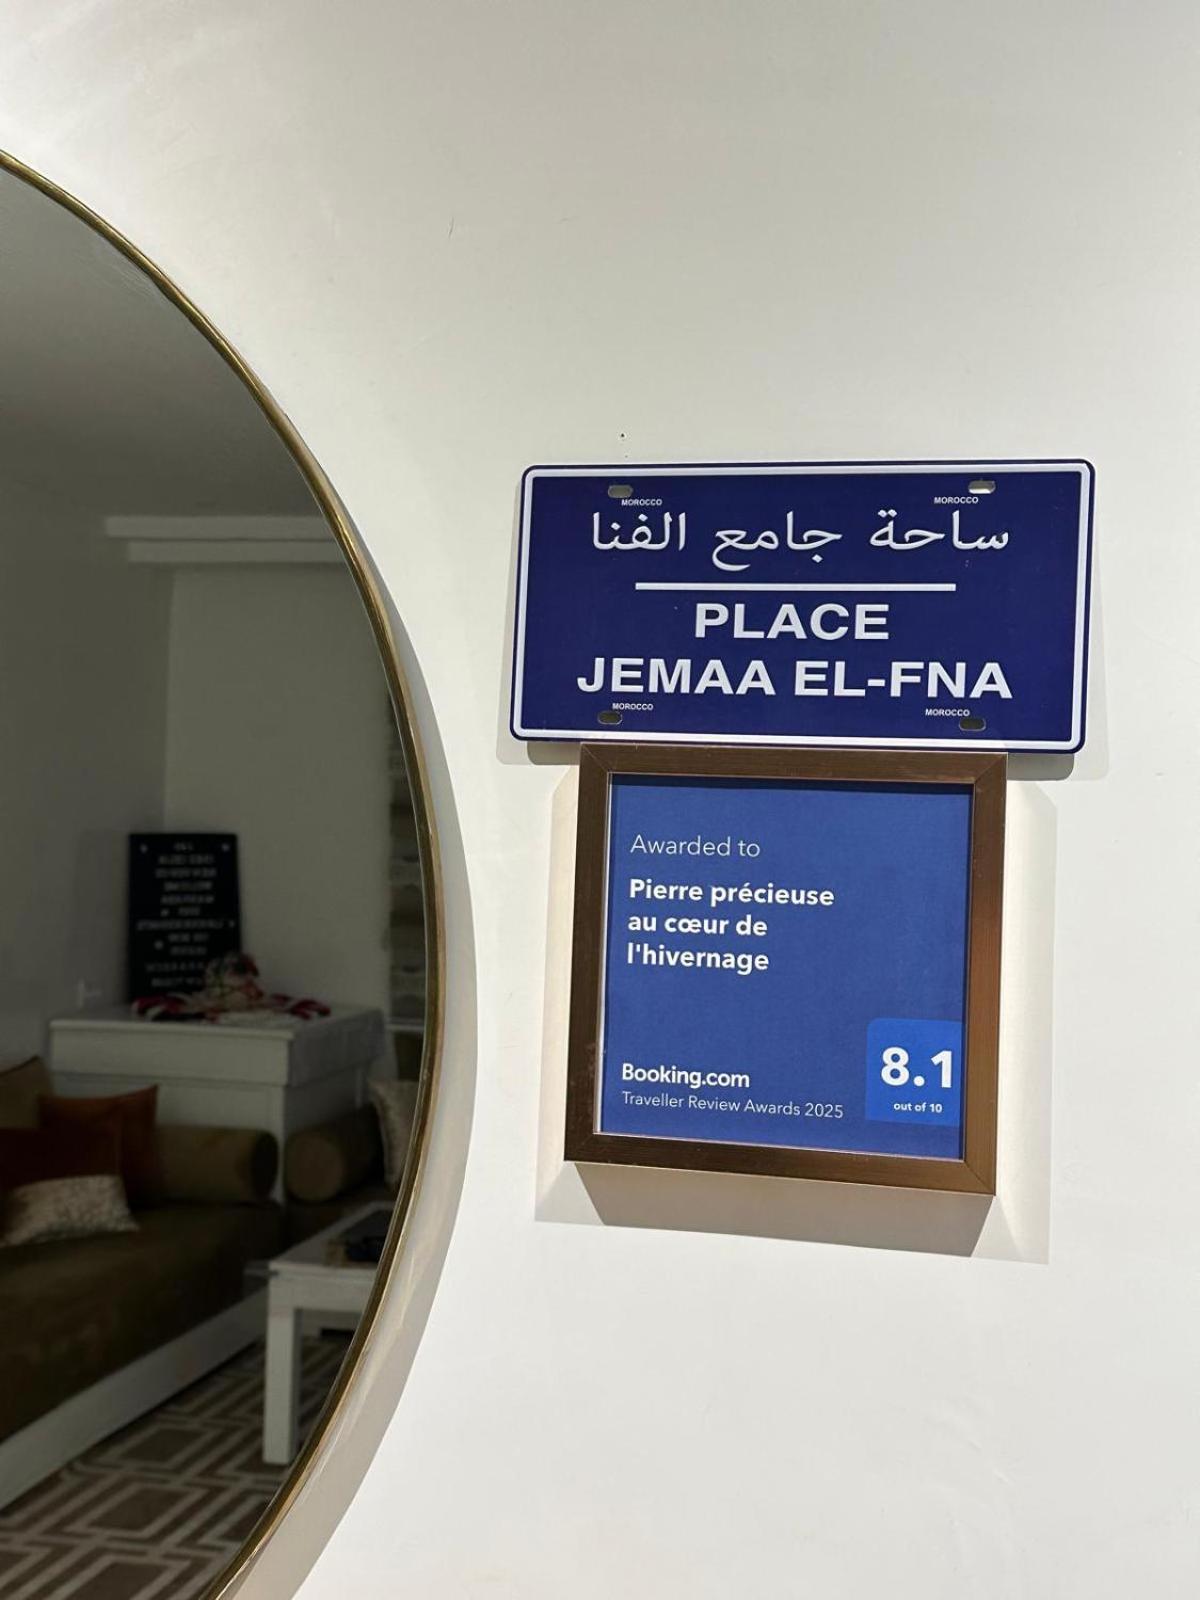 MOROCCO MOROCCO
ساحة جامع الفنا
PLACE
JEMAA EL-FNA
MOROCCO MOROCCO
Awarded to
Pierre précieuse
au cœur de
l'hivernage
8.1
out of 10
Booking.com
Traveller Review Awards 2025